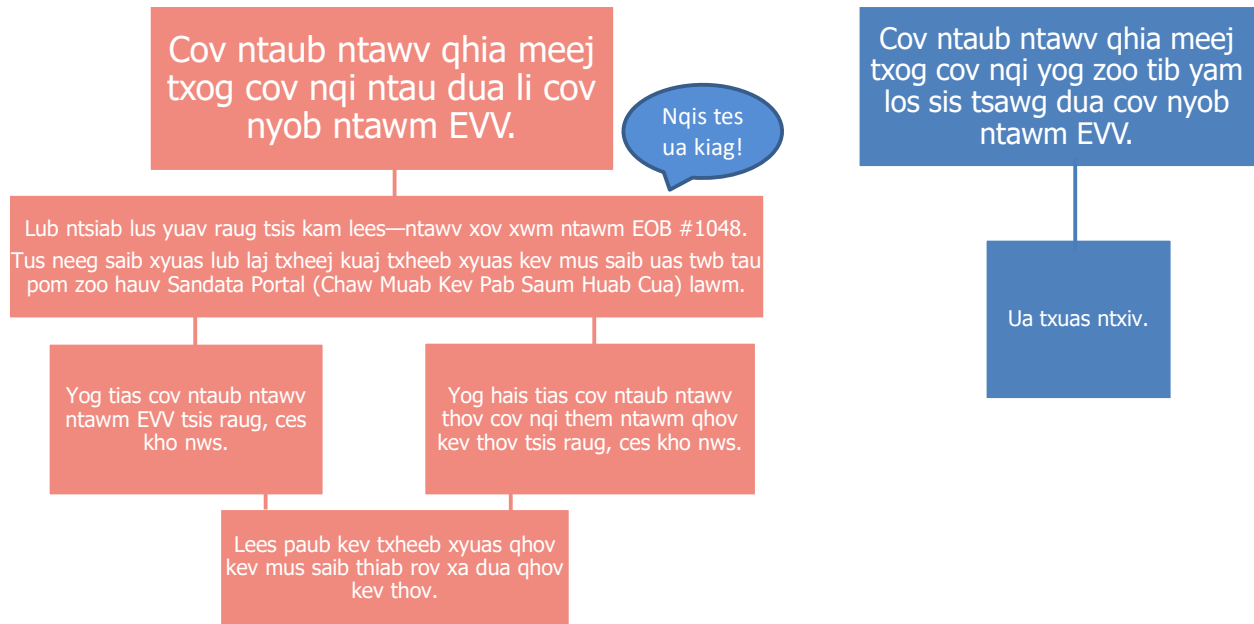 Cov ntaub ntawv qhia meej
txog cov nqi ntau dua li cov
nyob ntawm EVV.
Nqis tes
ua kiag!
Lub ntsiab lus yuav raug tsis kam lees—ntawv xov xwm ntawm EOB #1048.
Tus neeg saib xyuas lub laj txheej kuaj txheeb xyuas kev mus saib uas twb tau
pom zoo hauv Sandata Portal (Chaw Muab Kev Pab Saum Huab Cua) lawm.
Yog tias cov ntaub ntawv
ntawm EVV tsis raug, ces
kho nws.
Yog hais tias cov ntaub ntawv
thov cov nqi them ntawm qhov
kev thov tsis raug, ces kho nws.
Lees paub kev txheeb xyuas qhov
kev mus saib thiab rov xa dua qhov
kev thov.
Cov ntaub ntawv qhia meej
txog cov nqi yog zoo tib yam
los sis tsawg dua cov nyob
ntawm EVV.
Ua txuas ntxiv.